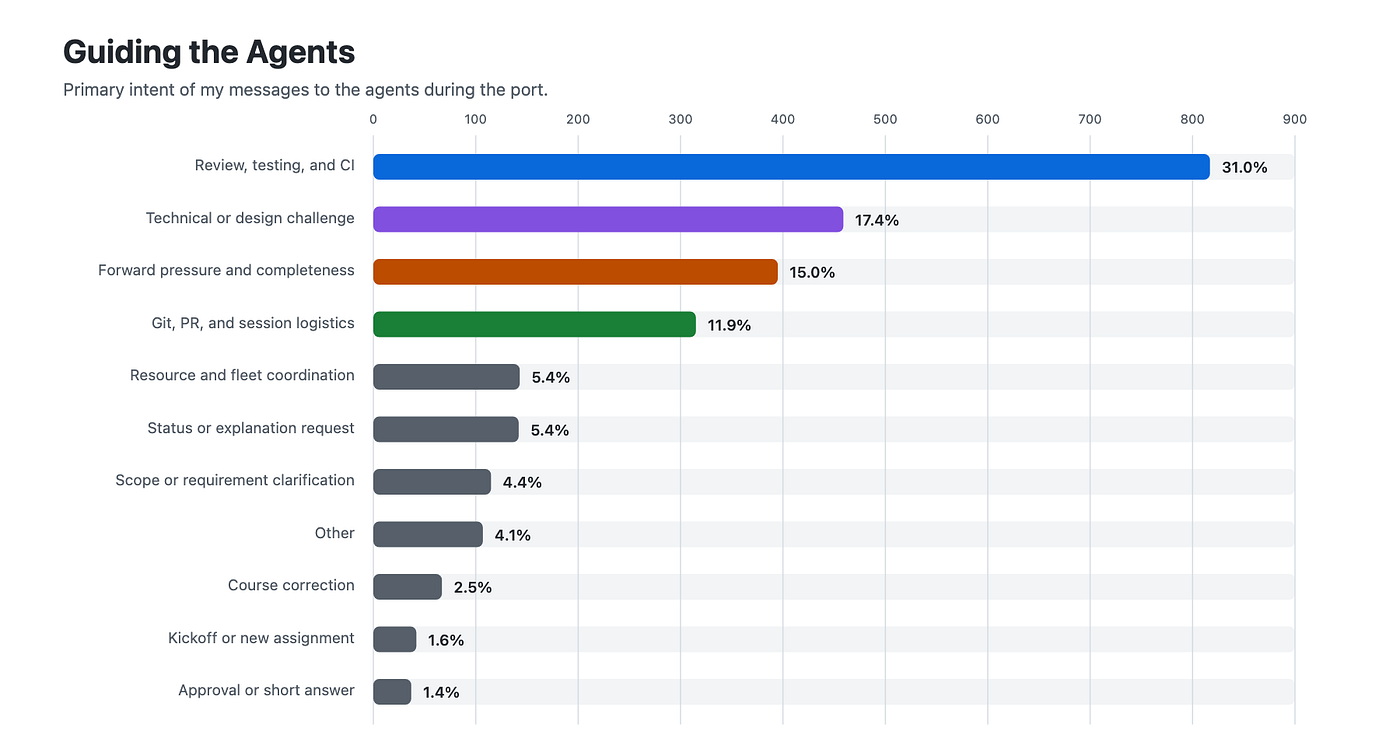 Guiding the Agents
Primary intent of my messages to the agents during the port.
0 100 200 300 400 500 600 700 800 900
Review, testing, and CI 31.0%
Technical or design challenge 17.4%
Forward pressure and completeness 15.0%
Git, PR, and session logistics 11.9%
Resource and fleet coordination 5.4%
Status or explanation request 5.4%
Scope or requirement clarification 4.4%
Other 4.1%
Course correction 2.5%
Kickoff or new assignment 1.6%
Approval or short answer 1.4%